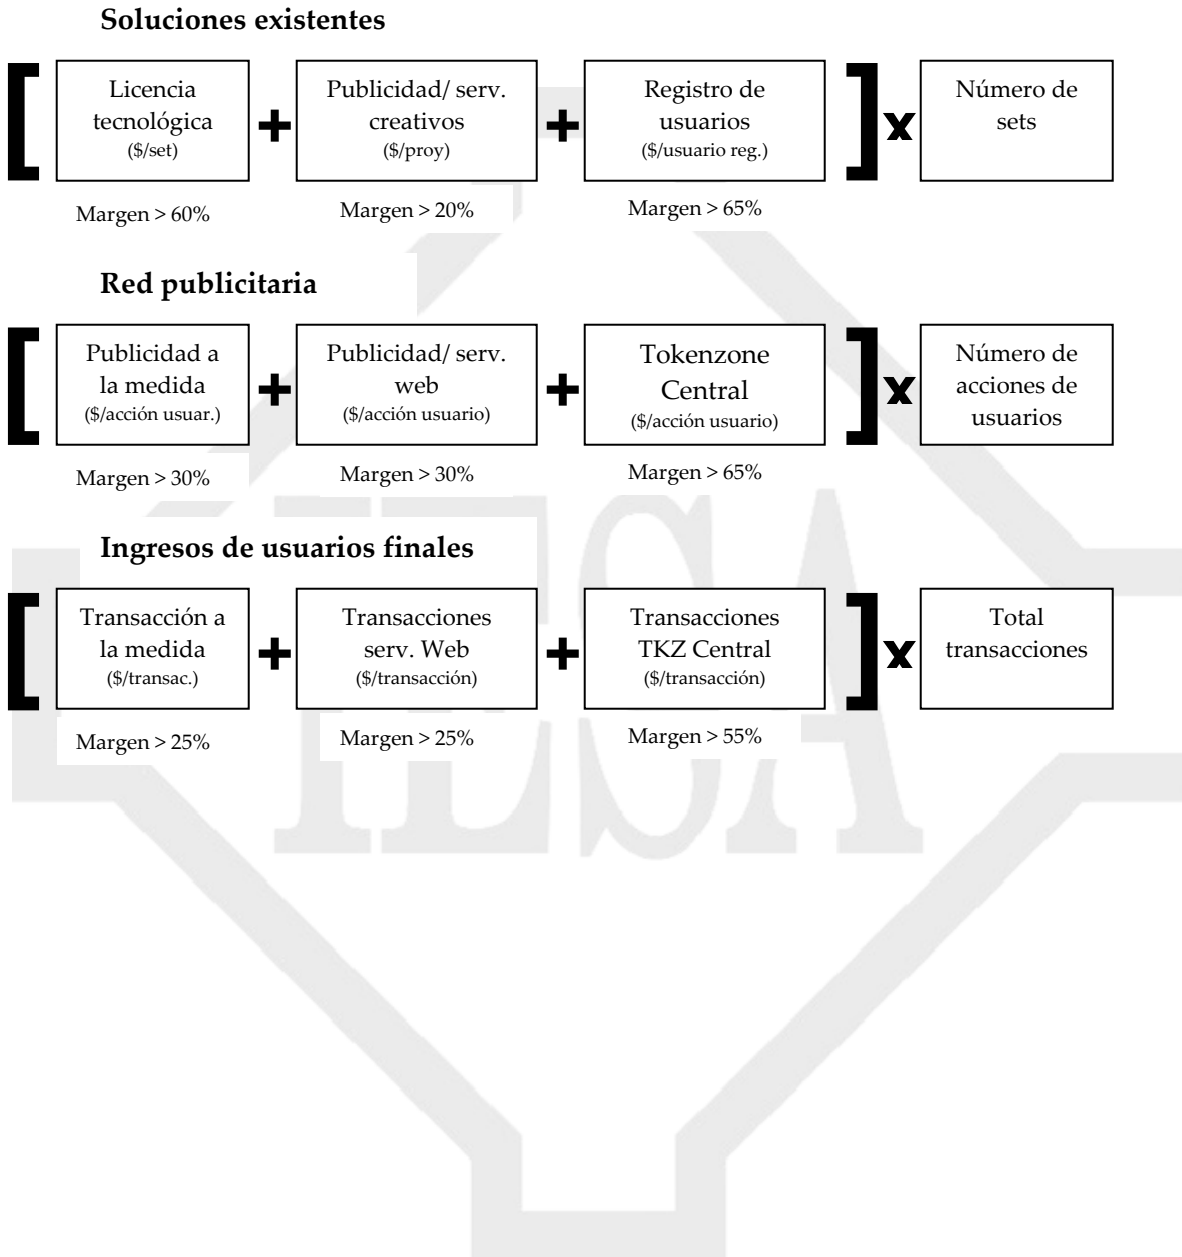 Soluciones existentes
[ Licencia tecnológica ($/set) + Publicidad/ serv. creativos ($/proy) + Registro de usuarios ($/usuario reg.) ] x Número de sets
Margen > 60% Margen > 20% Margen > 65%
Red publicitaria
[ Publicidad a la medida ($/acción usuar.) + Publicidad/ serv. web ($/acción usuario) + Tokenzone Central ($/acción usuario) ] x Número de acciones de usuarios
Margen > 30% Margen > 30% Margen > 65%
Ingresos de usuarios finales
[ Transacción a la medida ($/transac.) + Transacciones serv. Web ($/transacción) + Transacciones TKZ Central ($/transacción) ] x Total transacciones
Margen > 25% Margen > 25% Margen > 55%
IESA